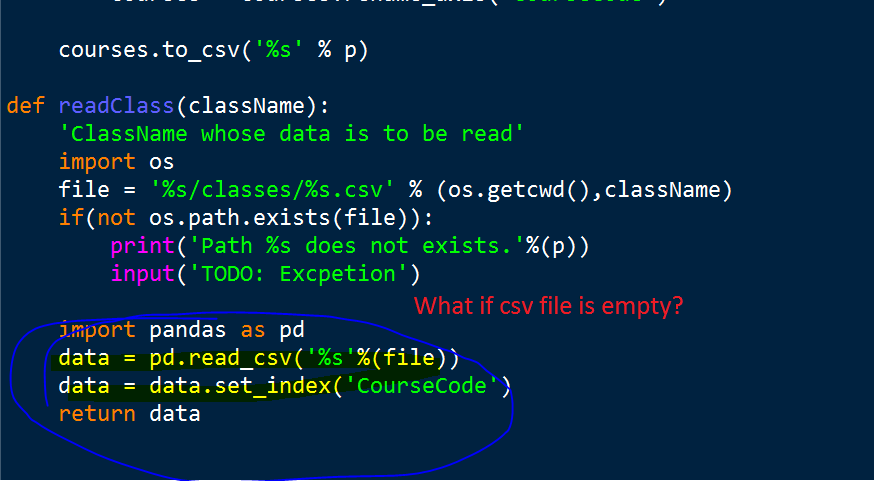 courses.to_csv('%s' % p)
def readClass(className):
'ClassName whose data is to be read'
import os
file = '%s/classes/%s.csv' % (os.getcwd(),className)
if(not os.path.exists(file)):
print('Path %s does not exists.'%(p))
input('TODO: Excpetion')
What if csv file is empty?
import pandas as pd
data = pd.read_csv('%s'%(file))
data = data.set_index('CourseCode')
return data